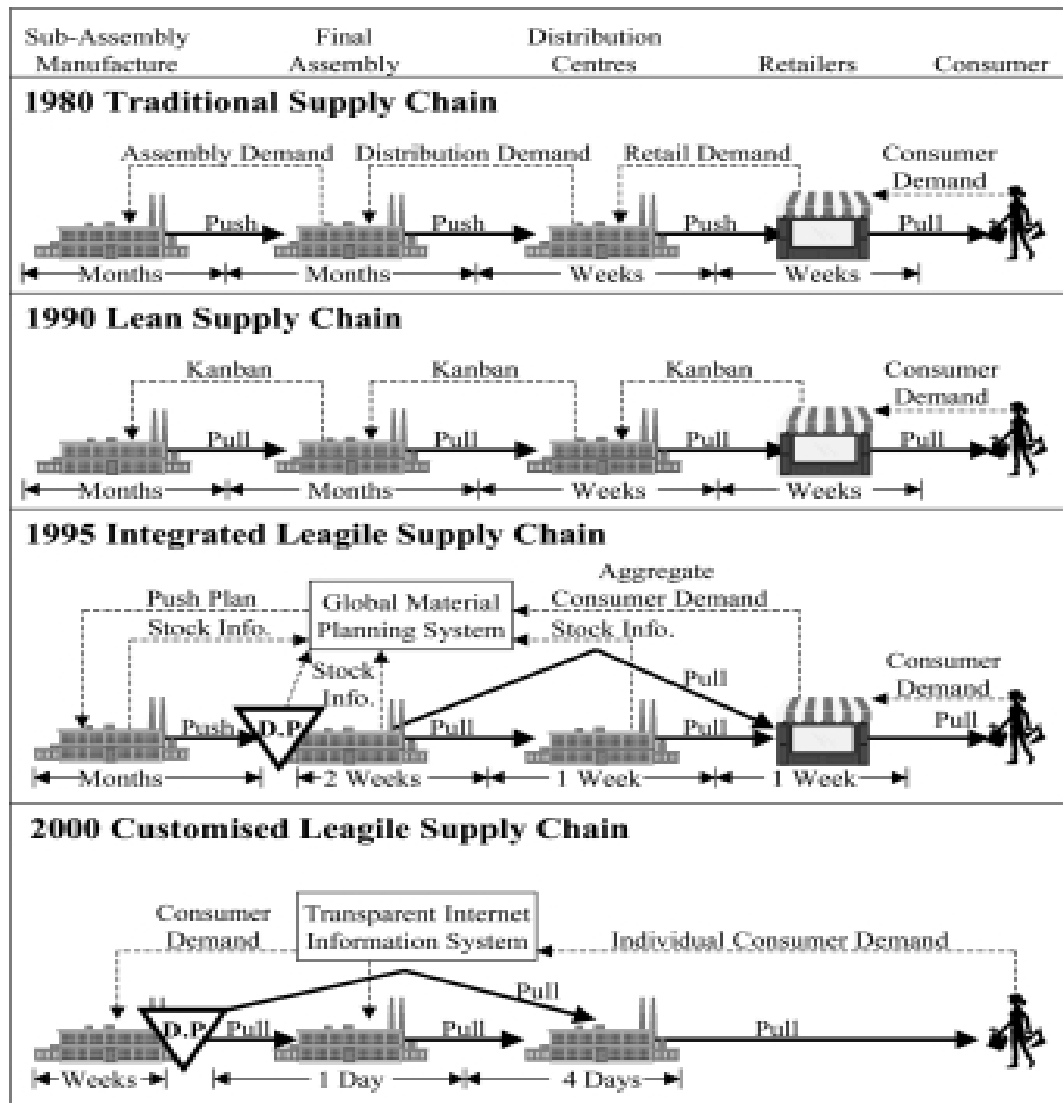 Sub-Assembly Manufacture
Final Assembly
Distribution Centres
Retailers
Consumer
1980 Traditional Supply Chain
Assembly Demand
Distribution Demand
Retail Demand
Consumer Demand
Push
Push
Push
Pull
Months
Months
Weeks
Weeks
1990 Lean Supply Chain
Kanban
Kanban
Kanban
Consumer Demand
Pull
Pull
Pull
Pull
Months
Months
Weeks
Weeks
1995 Integrated Leagile Supply Chain
Push Plan
Stock Info.
Global Material Planning System
Aggregate Consumer Demand
Stock Info.
Stock Info.
Pull
Consumer Demand
Push
D.P
Pull
Pull
Months
2 Weeks
1 Week
1 Week
2000 Customised Leagile Supply Chain
Consumer Demand
Transparent Internet Information System
Individual Consumer Demand
Pull
D.P
Pull
Pull
Pull
Weeks
1 Day
4 Days